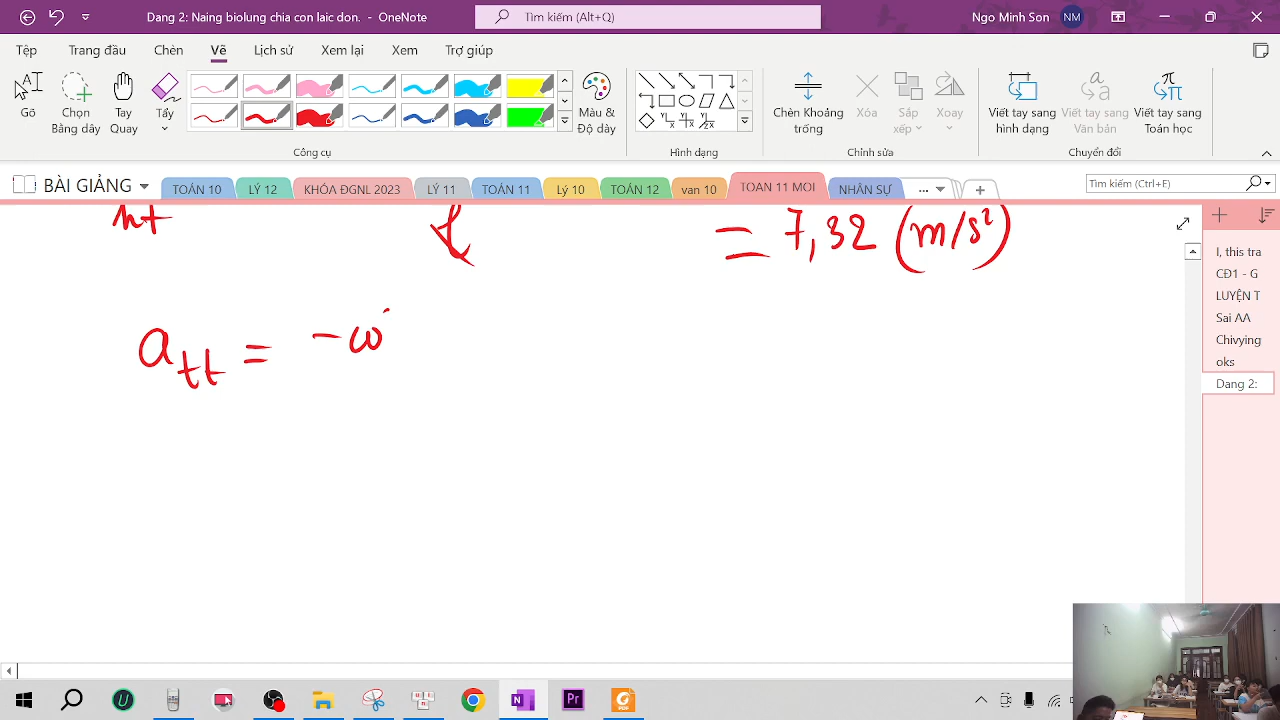 Dang 2: Naing biolung chia con laic don. - OneNote
Tìm kiếm (Alt+Q)
Ngo Minh Son NM
Tệp Trang đầu Chèn Vẽ Lịch sử Xem lại Xem Trợ giúp
Gõ
Chọn Bằng dây
Tay Quay
Tẩy
Màu & Độ dày
Chèn Khoảng trống
Xóa
Sắp xếp
Xoay
Viết tay sang hình dạng
Viết tay sang Văn bản
Viết tay sang Toán học
Công cụ
Hình dạng
Chỉnh sửa
Chuyển đổi
BÀI GIẢNG
TOÁN 10
LÝ 12
KHÓA ĐGNL 2023
LÝ 11
TOÁN 11
Lý 10
TOÁN 12
van 10
TOAN 11 MOI
NHÂN SỰ
...
Tìm kiếm (Ctrl+E)
I, this tra
CĐ1 - G
LUYỆN T
Sai AA
Chivying
oks
Dang 2:
ht
= 7,32 (m/s²)
a_tt = -ω